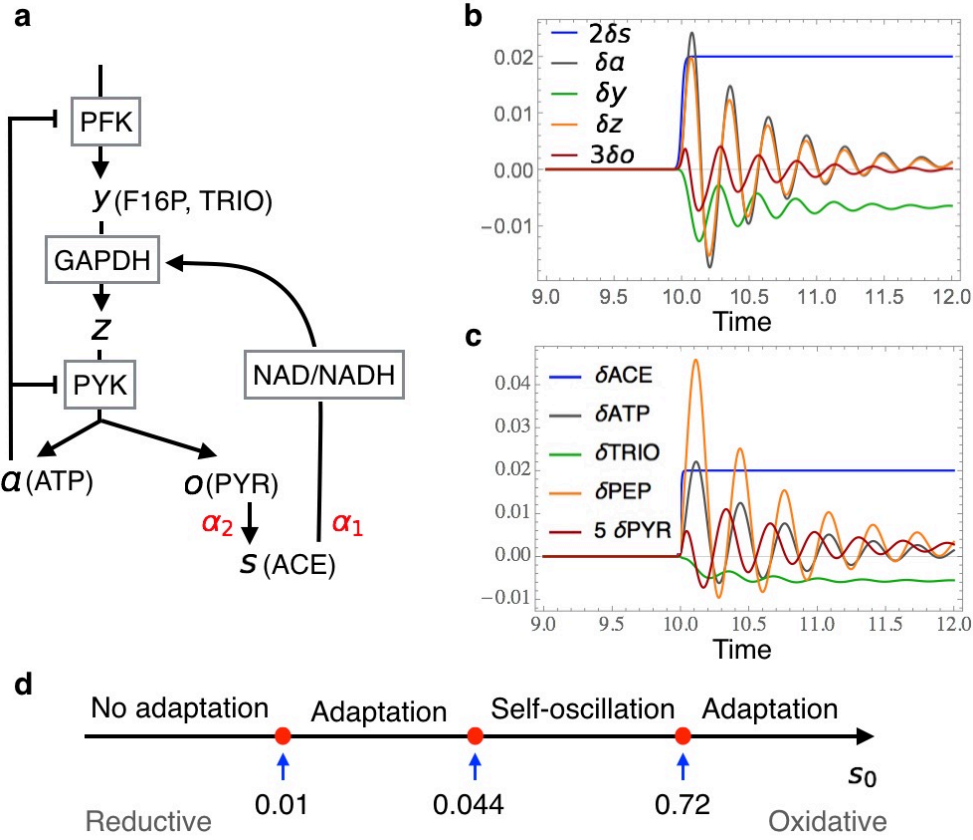 a
PFK
y (F16P, TRIO)
GAPDH
z
PYK
NAD/NADH
a (ATP)
o (PYR)
α2
α1
s (ACE)
b
2δs
δa
δy
δz
3δo
0.02
0.01
0.00
−0.01
9.0 9.5 10.0 10.5 11.0 11.5 12.0
Time
c
δACE
δATP
δTRIO
δPEP
5 δPYR
0.04
0.03
0.02
0.01
0.00
-0.01
9.0 9.5 10.0 10.5 11.0 11.5 12.0
Time
d
No adaptation Adaptation Self-oscillation Adaptation
s0
0.01 0.044 0.72
Reductive Oxidative